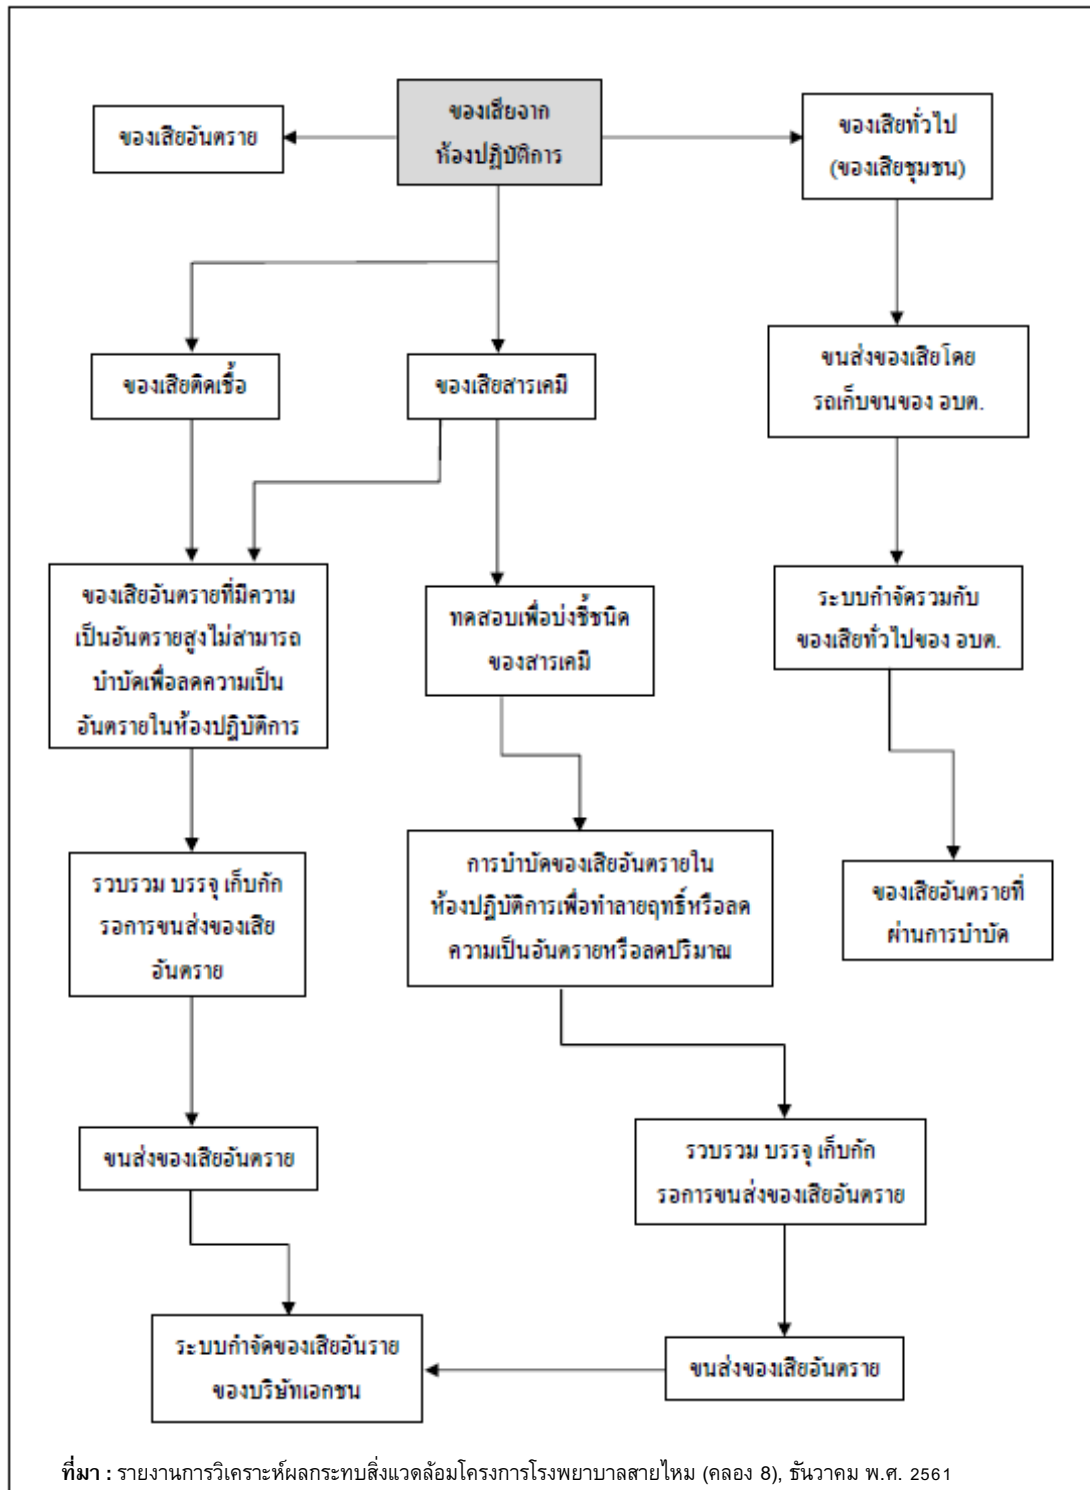 ของเสียจาก
ห้องปฏิบัติการ
ของเสียอันตราย
ของเสียทั่วไป
(ของเสียชุมชน)
ของเสียติดเชื้อ
ของเสียสารเคมี
ขนส่งของเสียโดย
รถเก็บขนของ อบต.
ของเสียอันตรายที่มีความ
เป็นอันตรายสูงไม่สามารถ
บำบัดเพื่อลดความเป็น
อันตรายในห้องปฏิบัติการ
ทดสอบเพื่อบ่งชี้ชนิด
ของสารเคมี
ระบบกำจัดรวมกับ
ของเสียทั่วไปของ อบต.
รวบรวม บรรจุ เก็บกัก
รอการขนส่งของเสีย
อันตราย
การบำบัดของเสียอันตรายใน
ห้องปฏิบัติการเพื่อทำลายฤทธิ์หรือลด
ความเป็นอันตรายหรือลดปริมาณ
ของเสียอันตรายที่
ผ่านการบำบัด
ขนส่งของเสียอันตราย
รวบรวม บรรจุ เก็บกัก
รอการขนส่งของเสียอันตราย
ระบบกำจัดของเสียอันราย
ของบริษัทเอกชน
ขนส่งของเสียอันตราย
ที่มา : รายงานการวิเคราะห์ผลกระทบสิ่งแวดล้อมโครงการโรงพยาบาลสายไหม (คลอง 8), ธันวาคม พ.ศ. 2561